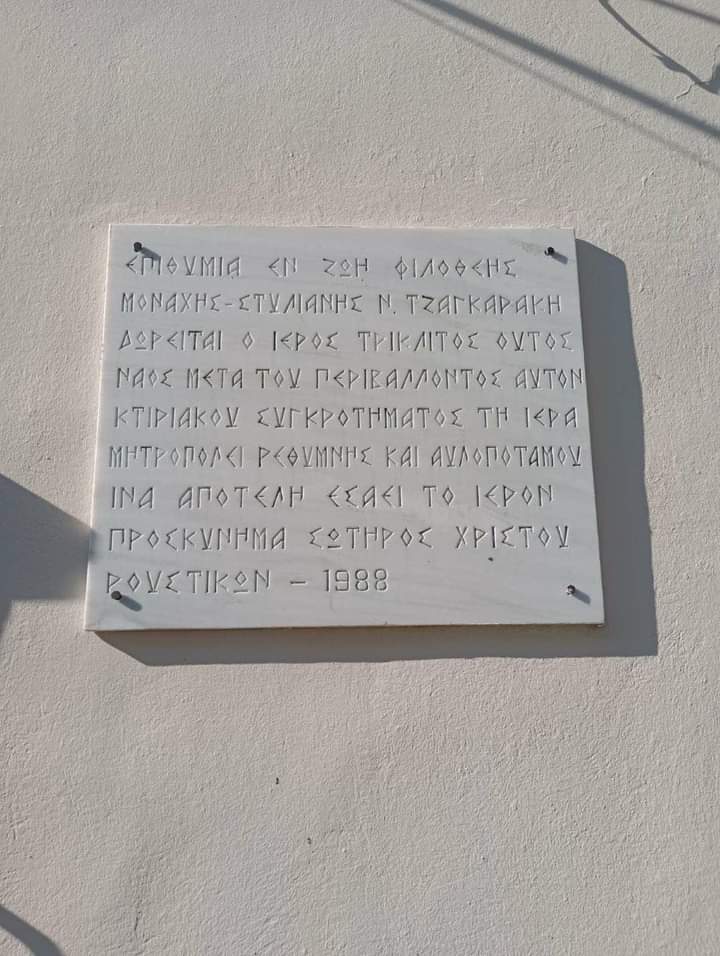 ΕΠΙΘΥΜΙΑ ΕΝ ΖΩΗ ΦΙΛΟΘΕΗΣ
ΜΟΝΑΧΗΣ-ΣΤΥΛΙΑΝΗΣ Ν. ΤΖΑΓΚΑΡΑΚΗ
ΔΩΡΕΙΤΑΙ Ο ΙΕΡΟΣ ΤΡΙΚΛΙΤΟΣ ΟΥΤΟΣ
ΝΑΟΣ ΜΕΤΑ ΤΟΥ ΠΕΡΙΒΑΛΛΟΝΤΟΣ ΑΥΤΟΝ
ΚΤΙΡΙΑΚΟΥ ΣΥΓΚΡΟΤΗΜΑΤΟΣ ΤΗ ΙΕΡΑ
ΜΗΤΡΟΠΟΛΕΙ ΡΕΘΥΜΝΗΣ ΚΑΙ ΑΥΛΟΠΟΤΑΜΟΥ
ΙΝΑ ΑΠΟΤΕΛΗ ΕΣΑΕΙ ΤΟ ΙΕΡΟΝ
ΠΡΟΣΚΥΝΗΜΑ ΣΩΤΗΡΟΣ ΧΡΙΣΤΟΥ
ΡΟΥΣΤΙΚΩΝ - 1988